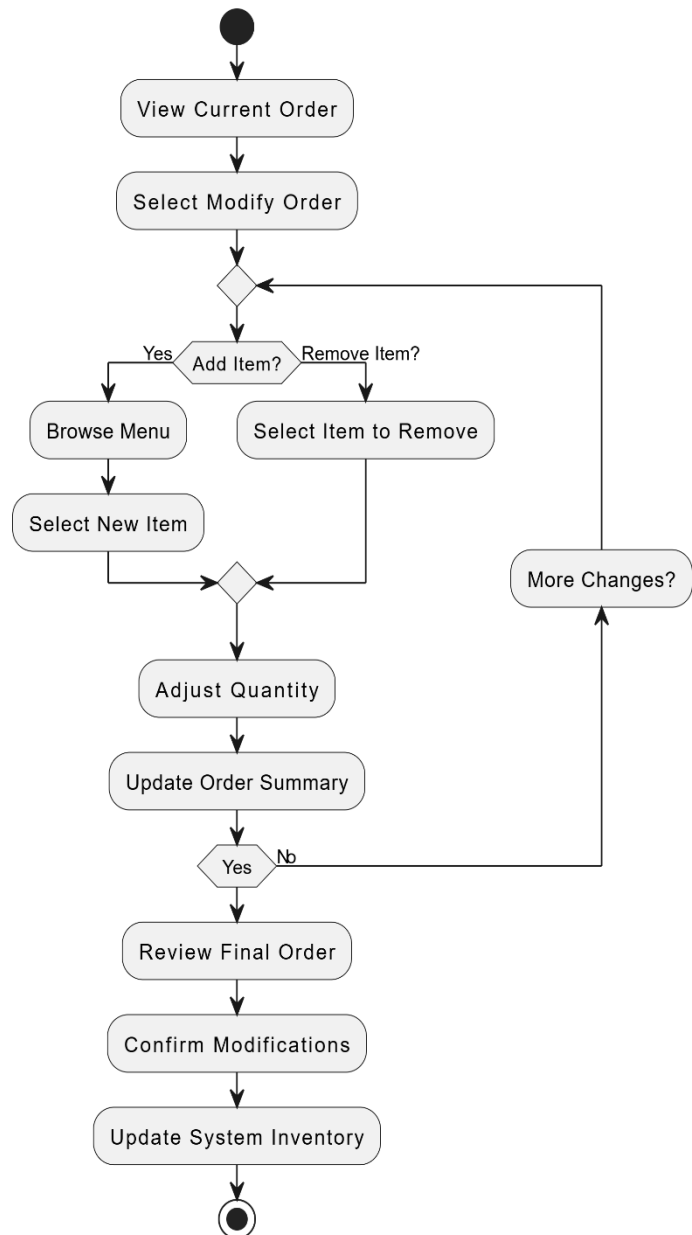 View Current Order
Select Modify Order
Yes
Add Item?
Remove Item?
Browse Menu
Select Item to Remove
Select New Item
More Changes?
Adjust Quantity
Update Order Summary
Yes
No
Review Final Order
Confirm Modifications
Update System Inventory